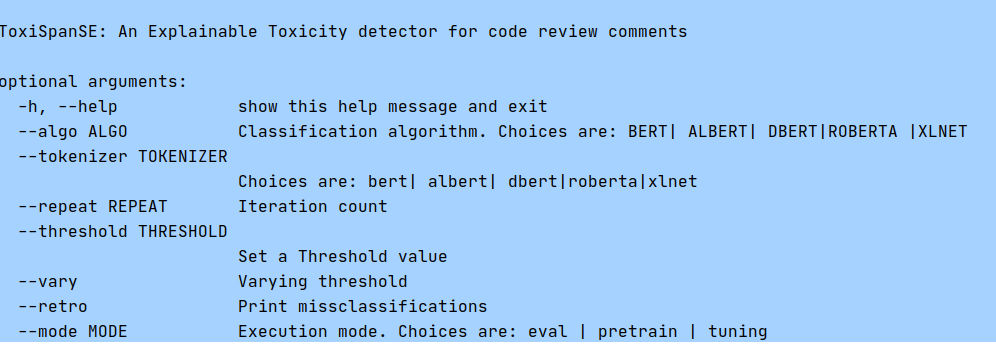 ToxiSpanSE: An Explainable Toxicity detector for code review comments
optional arguments:
-h, --help show this help message and exit
--algo ALGO Classification algorithm. Choices are: BERT| ALBERT| DBERT|ROBERTA |XLNET
--tokenizer TOKENIZER
Choices are: bert| albert| dbert|roberta|xlnet
--repeat REPEAT Iteration count
--threshold THRESHOLD
Set a Threshold value
--vary Varying threshold
--retro Print missclassifications
--mode MODE Execution mode. Choices are: eval | pretrain | tuning